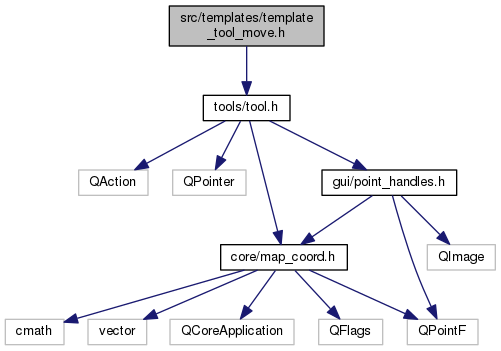 src/templates/template
_tool_move.h
tools/tool.h
QAction
QPointer
gui/point_handles.h
core/map_coord.h
QImage
cmath
vector
QCoreApplication
QFlags
QPointF